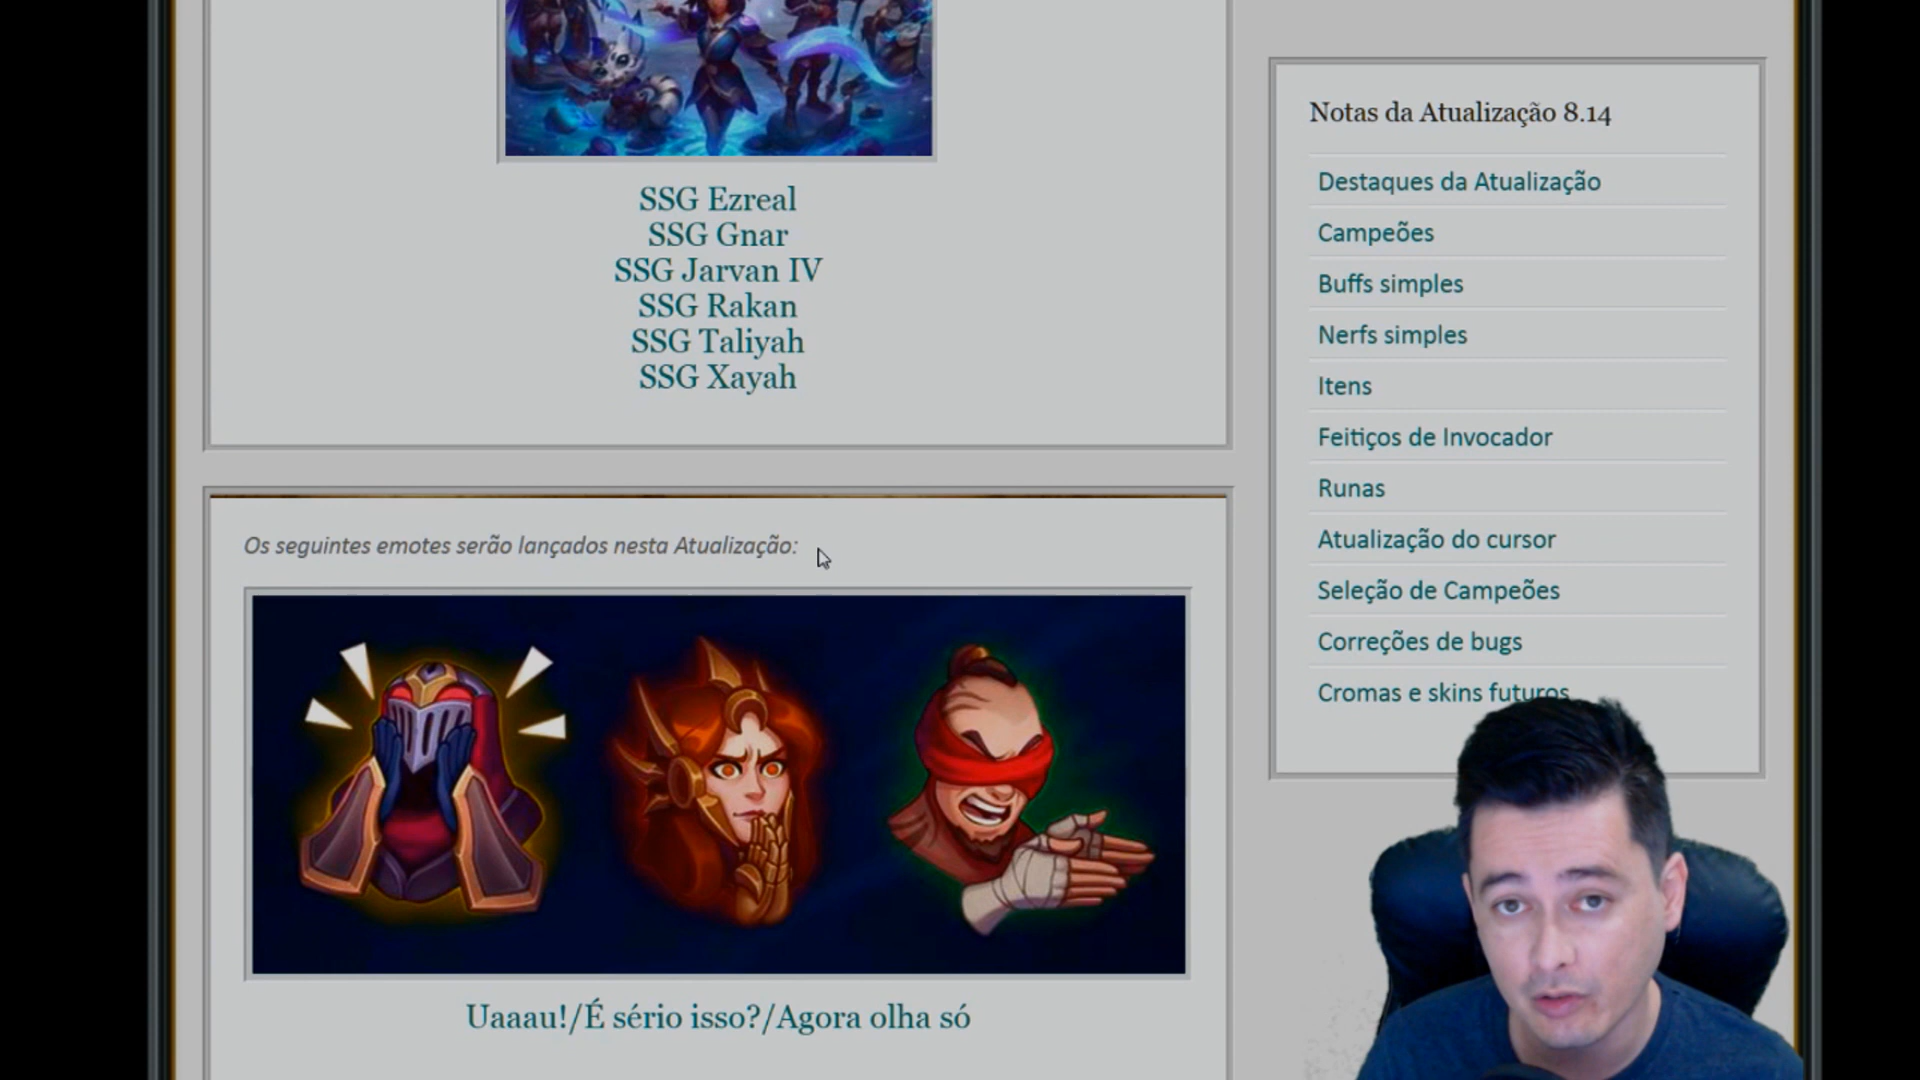 SSG Ezreal
SSG Gnar
SSG Jarvan IV
SSG Rakan
SSG Taliyah
SSG Xayah
Os seguintes emotes serão lançados nesta Atualização:
Uaaau!/É sério isso?/Agora olha só
Notas da Atualização 8.14
Destaques da Atualização
Campeões
Buffs simples
Nerfs simples
Itens
Feitiços de Invocador
Runas
Atualização do cursor
Seleção de Campeões
Correções de bugs
Cromas e skins futuros